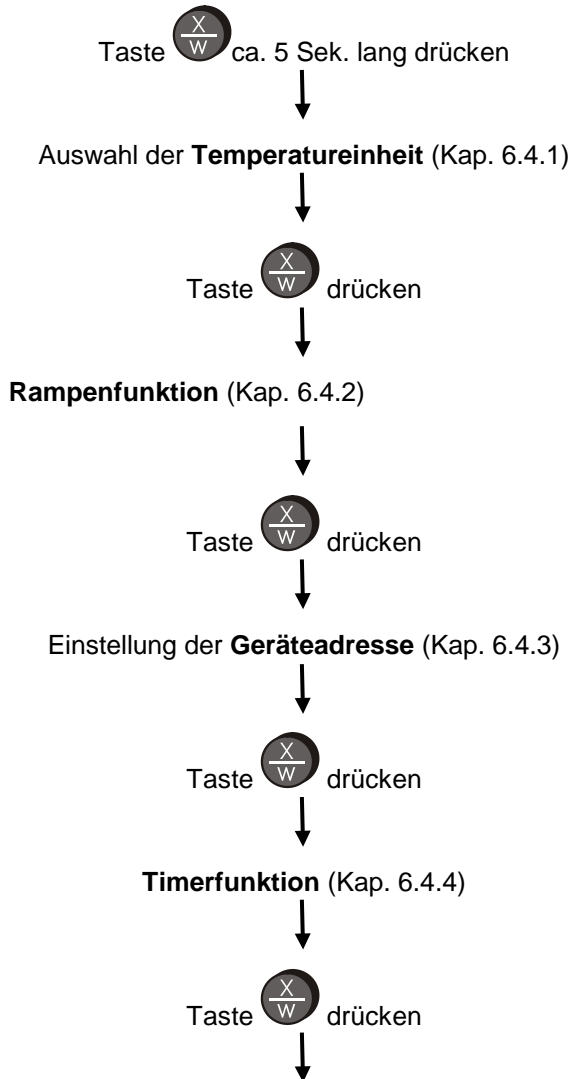 Taste X/W ca. 5 Sek. lang drücken
Auswahl der Temperatureinheit (Kap. 6.4.1)
Taste X/W drücken
Rampenfunktion (Kap. 6.4.2)
Taste X/W drücken
Einstellung der Geräteadresse (Kap. 6.4.3)
Taste X/W drücken
Timerfunktion (Kap. 6.4.4)
Taste X/W drücken